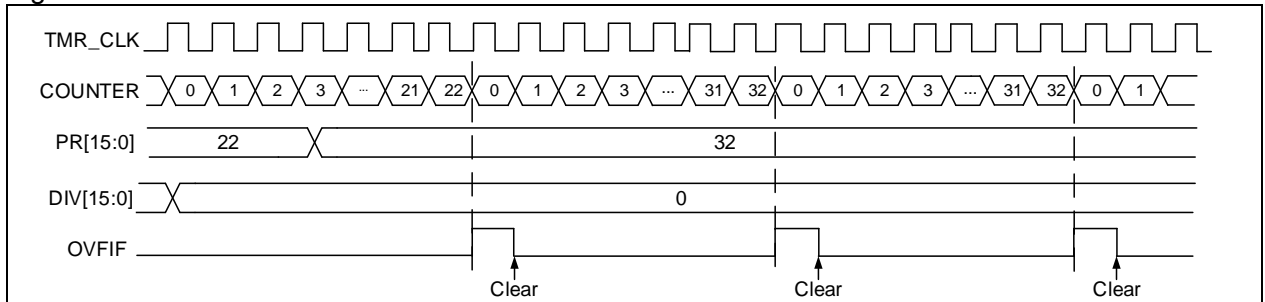 TMR_CLK
COUNTER 0 1 2 3 ... 21 22 0 1 2 3 ... 31 32 0 1 2 3 ... 31 32 0 1
PR[15:0] 22 32
DIV[15:0] 0
OVFIF
Clear Clear Clear